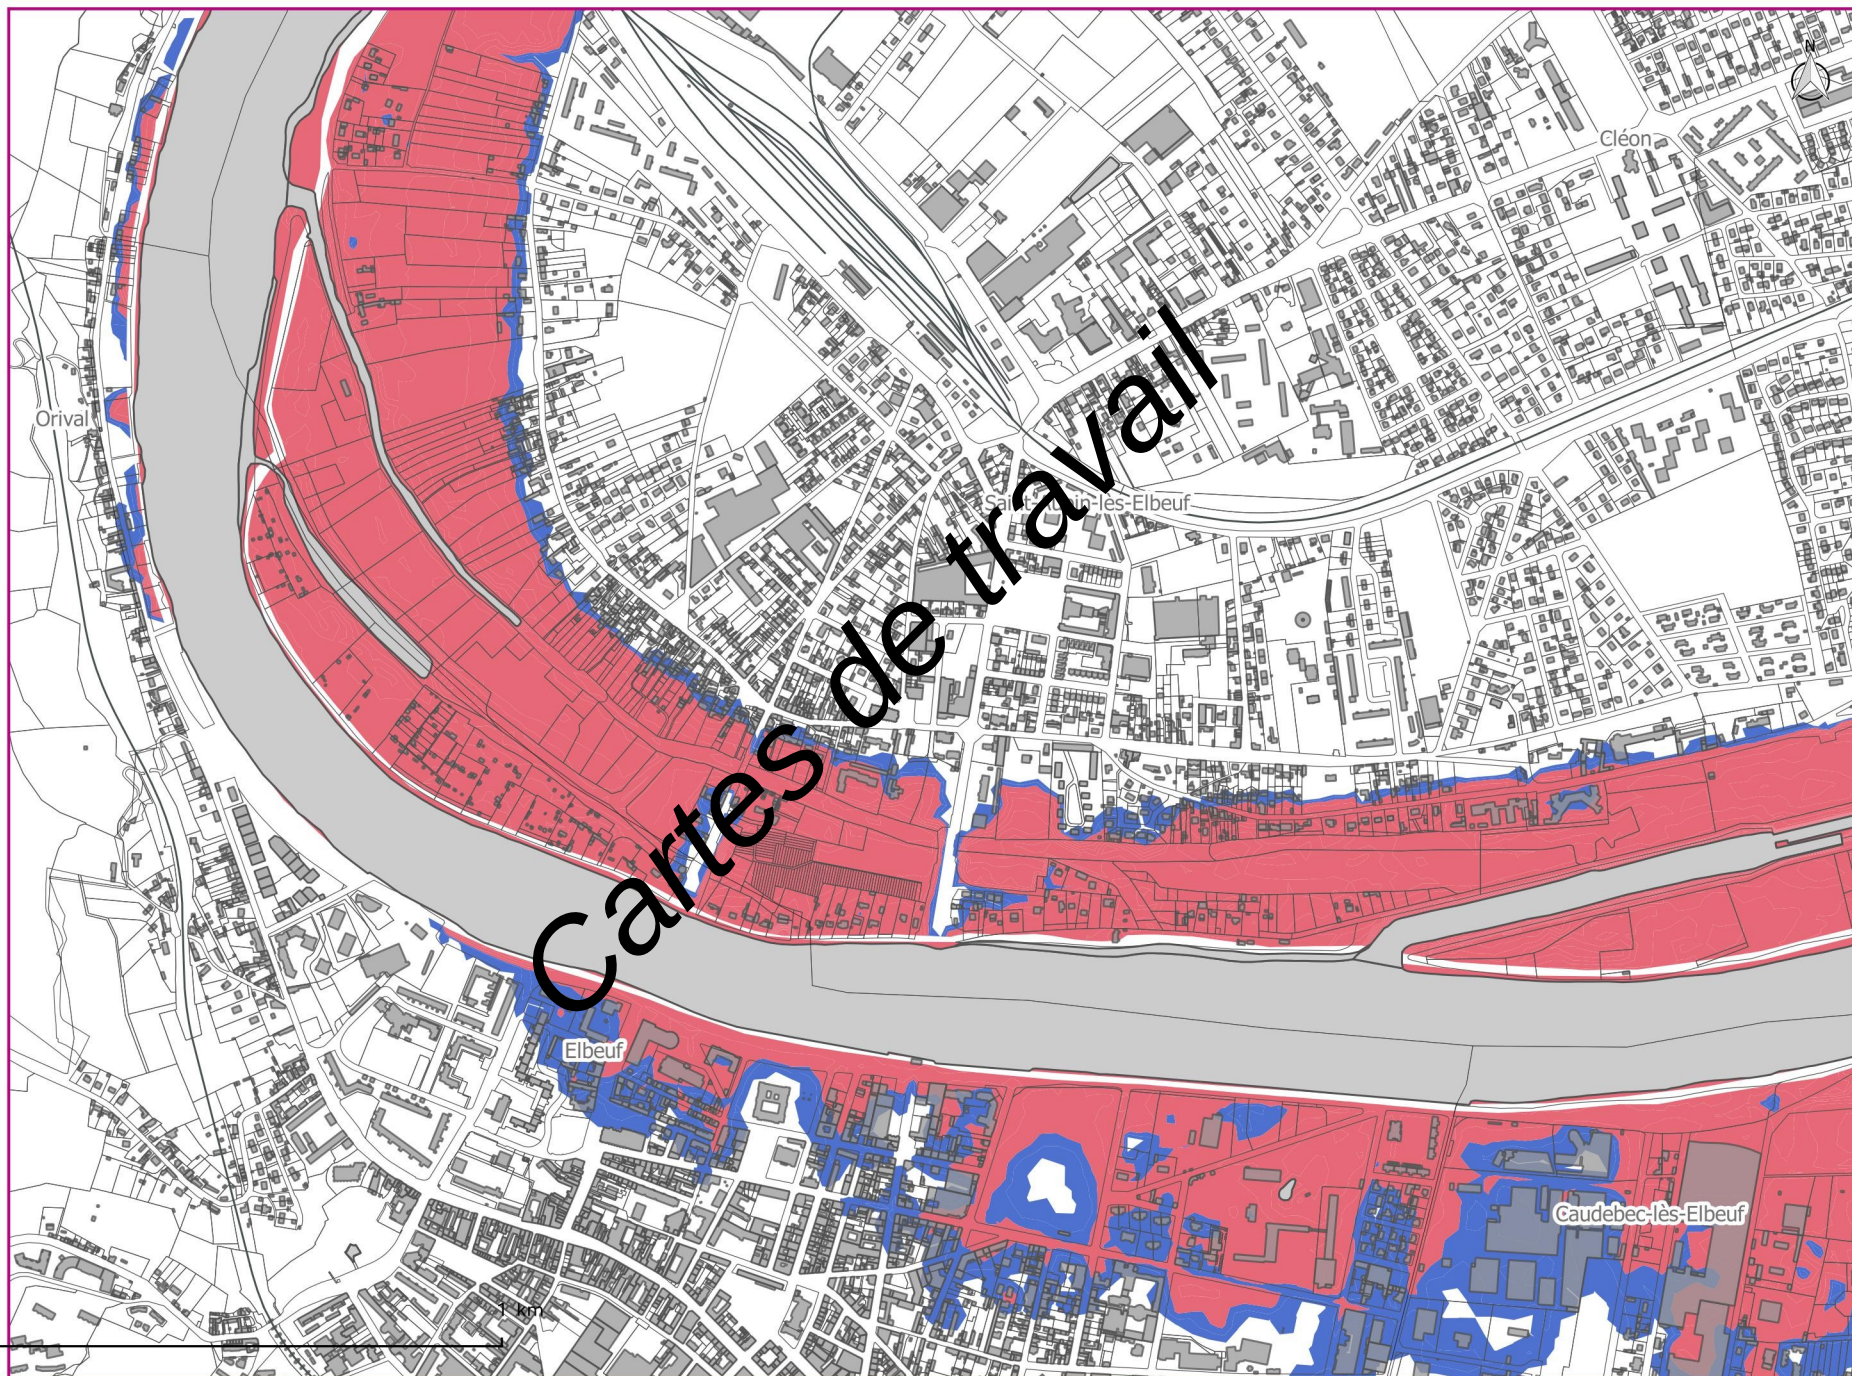 N
Cléon
Orival
Saint-Aubin-lès-Elbeuf
Cartes de travail
Elbeuf
Caudebec-lès-Elbeuf
1 km